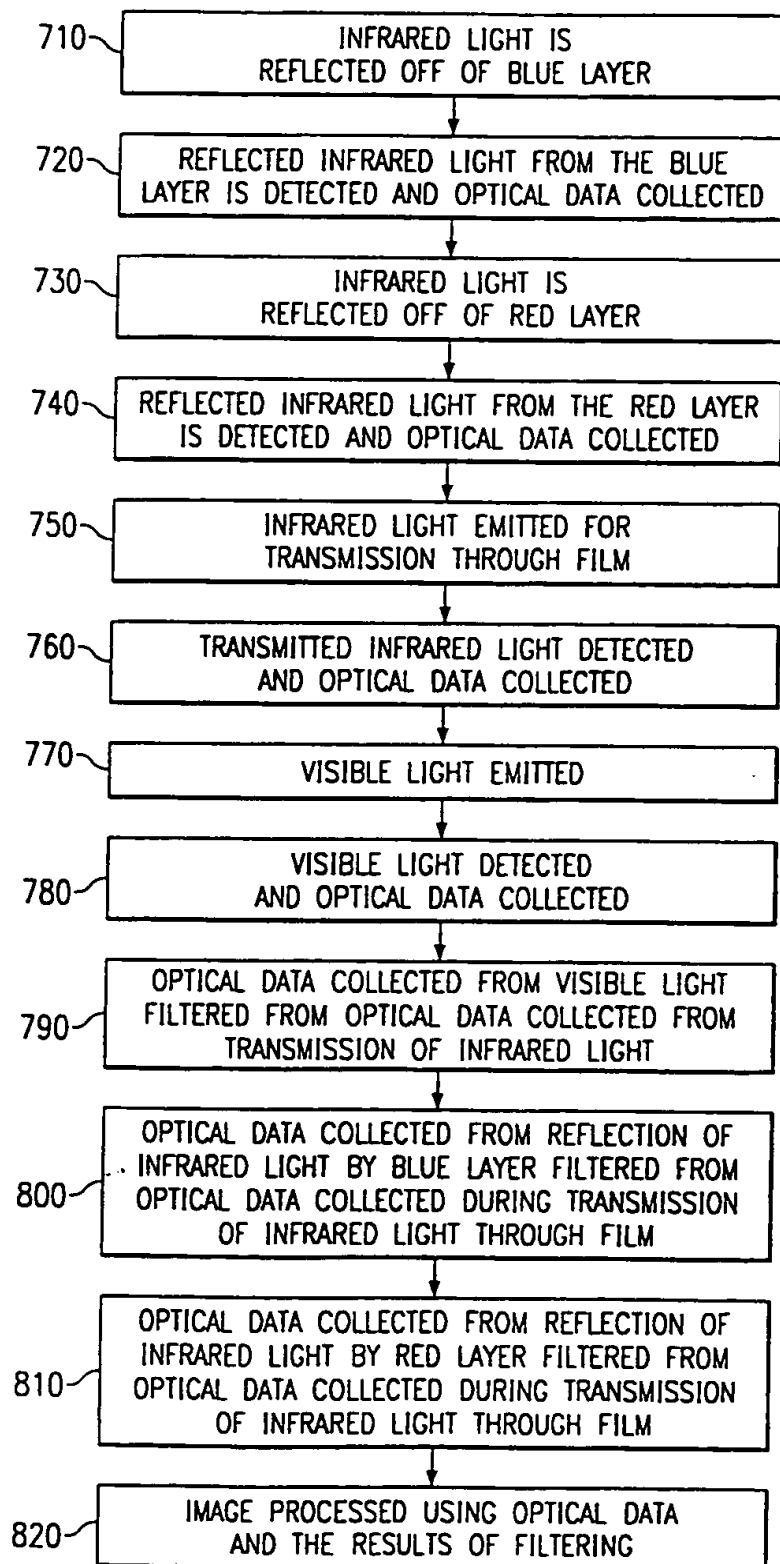 710
INFRARED LIGHT IS
REFLECTED OFF OF BLUE LAYER
720
REFLECTED INFRARED LIGHT FROM THE BLUE
LAYER IS DETECTED AND OPTICAL DATA COLLECTED
730
INFRARED LIGHT IS
REFLECTED OFF OF RED LAYER
740
REFLECTED INFRARED LIGHT FROM THE RED LAYER
IS DETECTED AND OPTICAL DATA COLLECTED
750
INFRARED LIGHT EMITTED FOR
TRANSMISSION THROUGH FILM
760
TRANSMITTED INFRARED LIGHT DETECTED
AND OPTICAL DATA COLLECTED
770
VISIBLE LIGHT EMITTED
780
VISIBLE LIGHT DETECTED
AND OPTICAL DATA COLLECTED
790
OPTICAL DATA COLLECTED FROM VISIBLE LIGHT
FILTERED FROM OPTICAL DATA COLLECTED FROM
TRANSMISSION OF INFRARED LIGHT
800
OPTICAL DATA COLLECTED FROM REFLECTION OF
INFRARED LIGHT BY BLUE LAYER FILTERED FROM
OPTICAL DATA COLLECTED DURING TRANSMISSION
OF INFRARED LIGHT THROUGH FILM
810
OPTICAL DATA COLLECTED FROM REFLECTION OF
INFRARED LIGHT BY RED LAYER FILTERED FROM
OPTICAL DATA COLLECTED DURING TRANSMISSION
OF INFRARED LIGHT THROUGH FILM
820
IMAGE PROCESSED USING OPTICAL DATA
AND THE RESULTS OF FILTERING